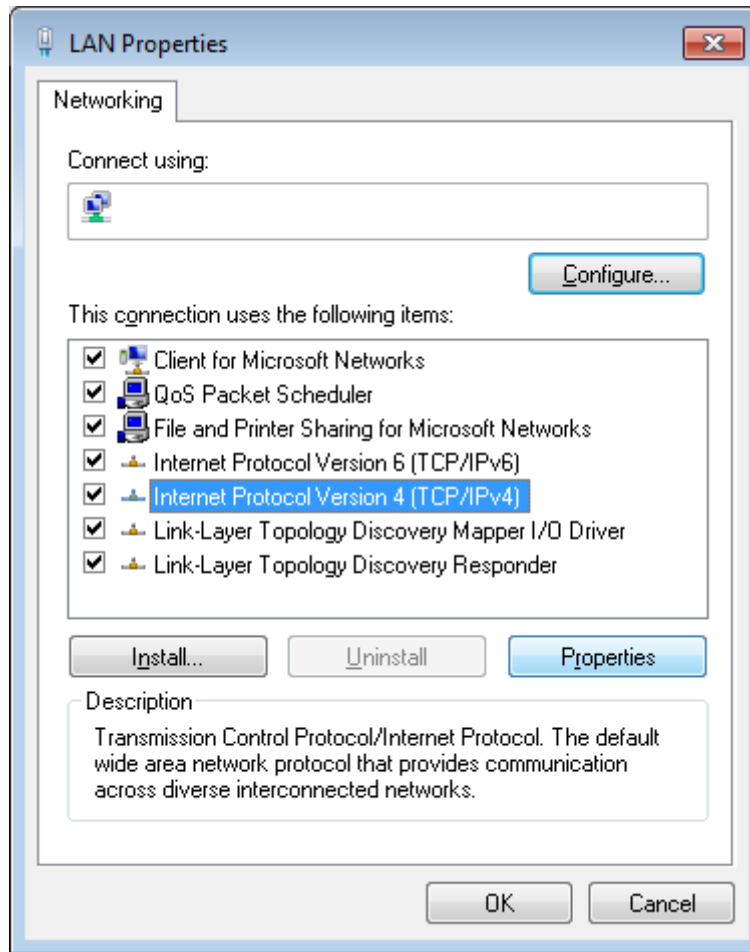 LAN Properties
Networking
Connect using:
Configure...
This connection uses the following items:
Client for Microsoft Networks
QoS Packet Scheduler
File and Printer Sharing for Microsoft Networks
Internet Protocol Version 6 (TCP/IPv6)
Internet Protocol Version 4 (TCP/IPv4)
Link-Layer Topology Discovery Mapper I/O Driver
Link-Layer Topology Discovery Responder
Install... Uninstall Properties
Description
Transmission Control Protocol/Internet Protocol. The default
wide area network protocol that provides communication
across diverse interconnected networks.
OK Cancel